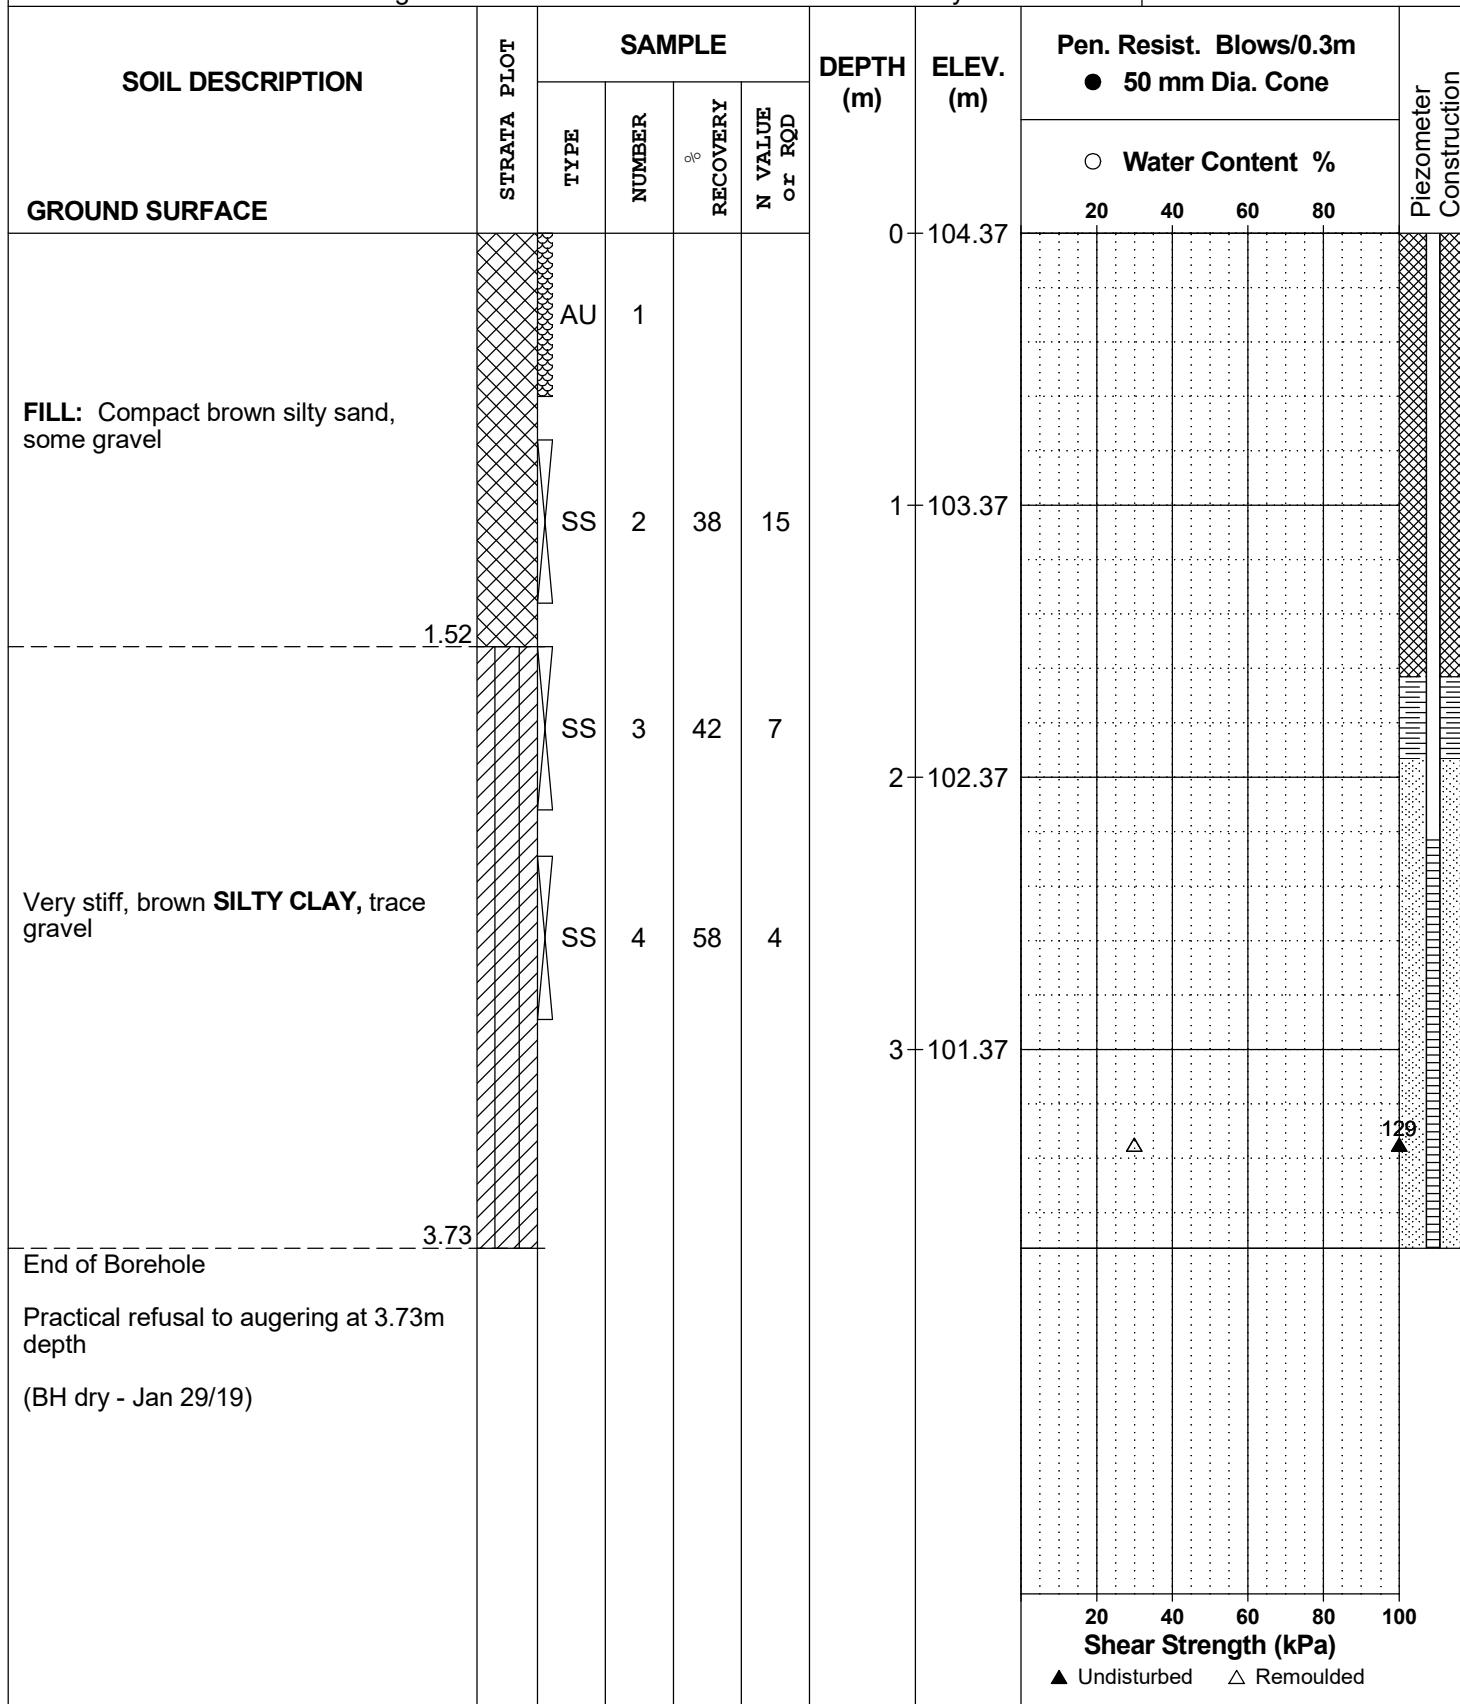 SOIL DESCRIPTION
GROUND SURFACE
STRATA PLOT
SAMPLE
TYPE
NUMBER
%
RECOVERY
N VALUE
or RQD
DEPTH
(m)
ELEV.
(m)
Pen. Resist. Blows/0.3m
● 50 mm Dia. Cone
○ Water Content %
20 40 60 80
Piezometer
Construction
0 104.37
AU 1
FILL: Compact brown silty sand,
some gravel
1 103.37
SS 2 38 15
1.52
SS 3 42 7
2 102.37
Very stiff, brown SILTY CLAY, trace
gravel
SS 4 58 4
3 101.37
129
3.73
End of Borehole
Practical refusal to augering at 3.73m
depth
(BH dry - Jan 29/19)
20 40 60 80 100
Shear Strength (kPa)
▲ Undisturbed △ Remoulded